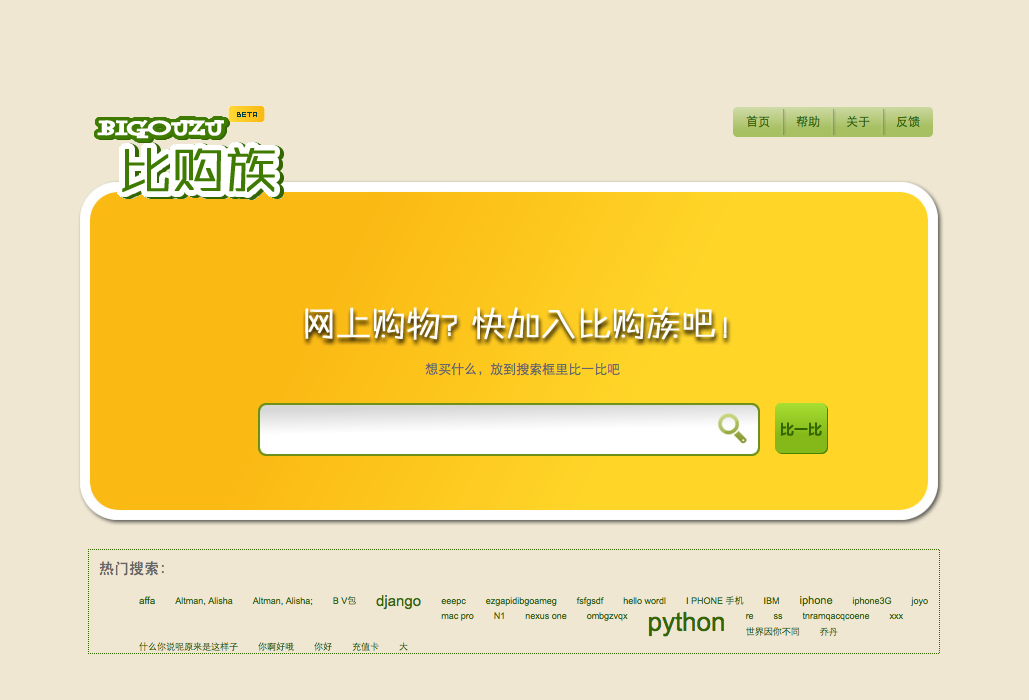 BIGOUZU BETA
比购族
首页 帮助 关于 反馈
网上购物? 快加入比购族吧!
想买什么，放到搜索框里比一比吧
比一比
热门搜索:
affa Altman, Alisha Altman, Alisha; B V包 django eeepc ezgapidibgoameg fsfgsdf hello wordl I PHONE 手机 IBM iphone iphone3G joyo
mac pro N1 nexus one ombgzvqx python re ss tnramqacqcoene xxx
世界因你不同 乔丹
什么你说呢原来是这样子 你啊好哦 你好 充值卡 大